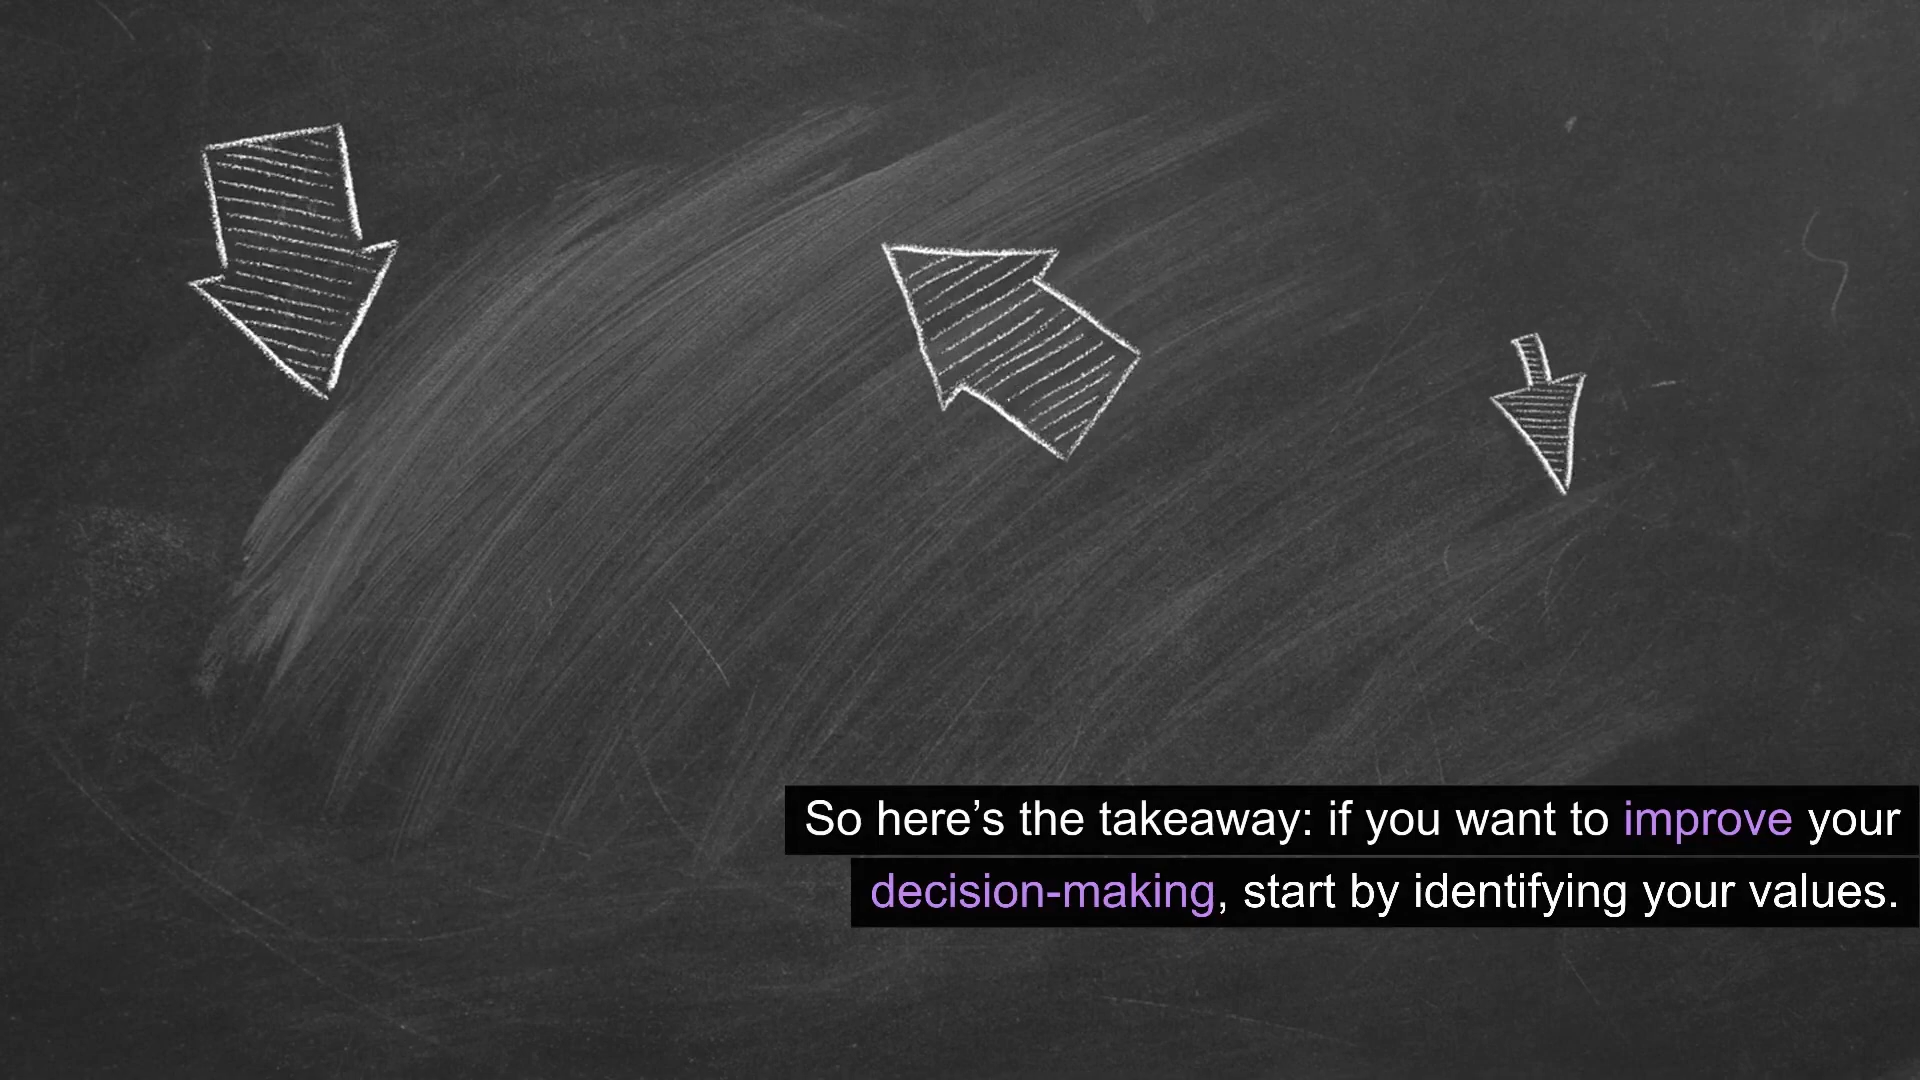 So here’s the takeaway: if you want to improve your
decision-making, start by identifying your values.